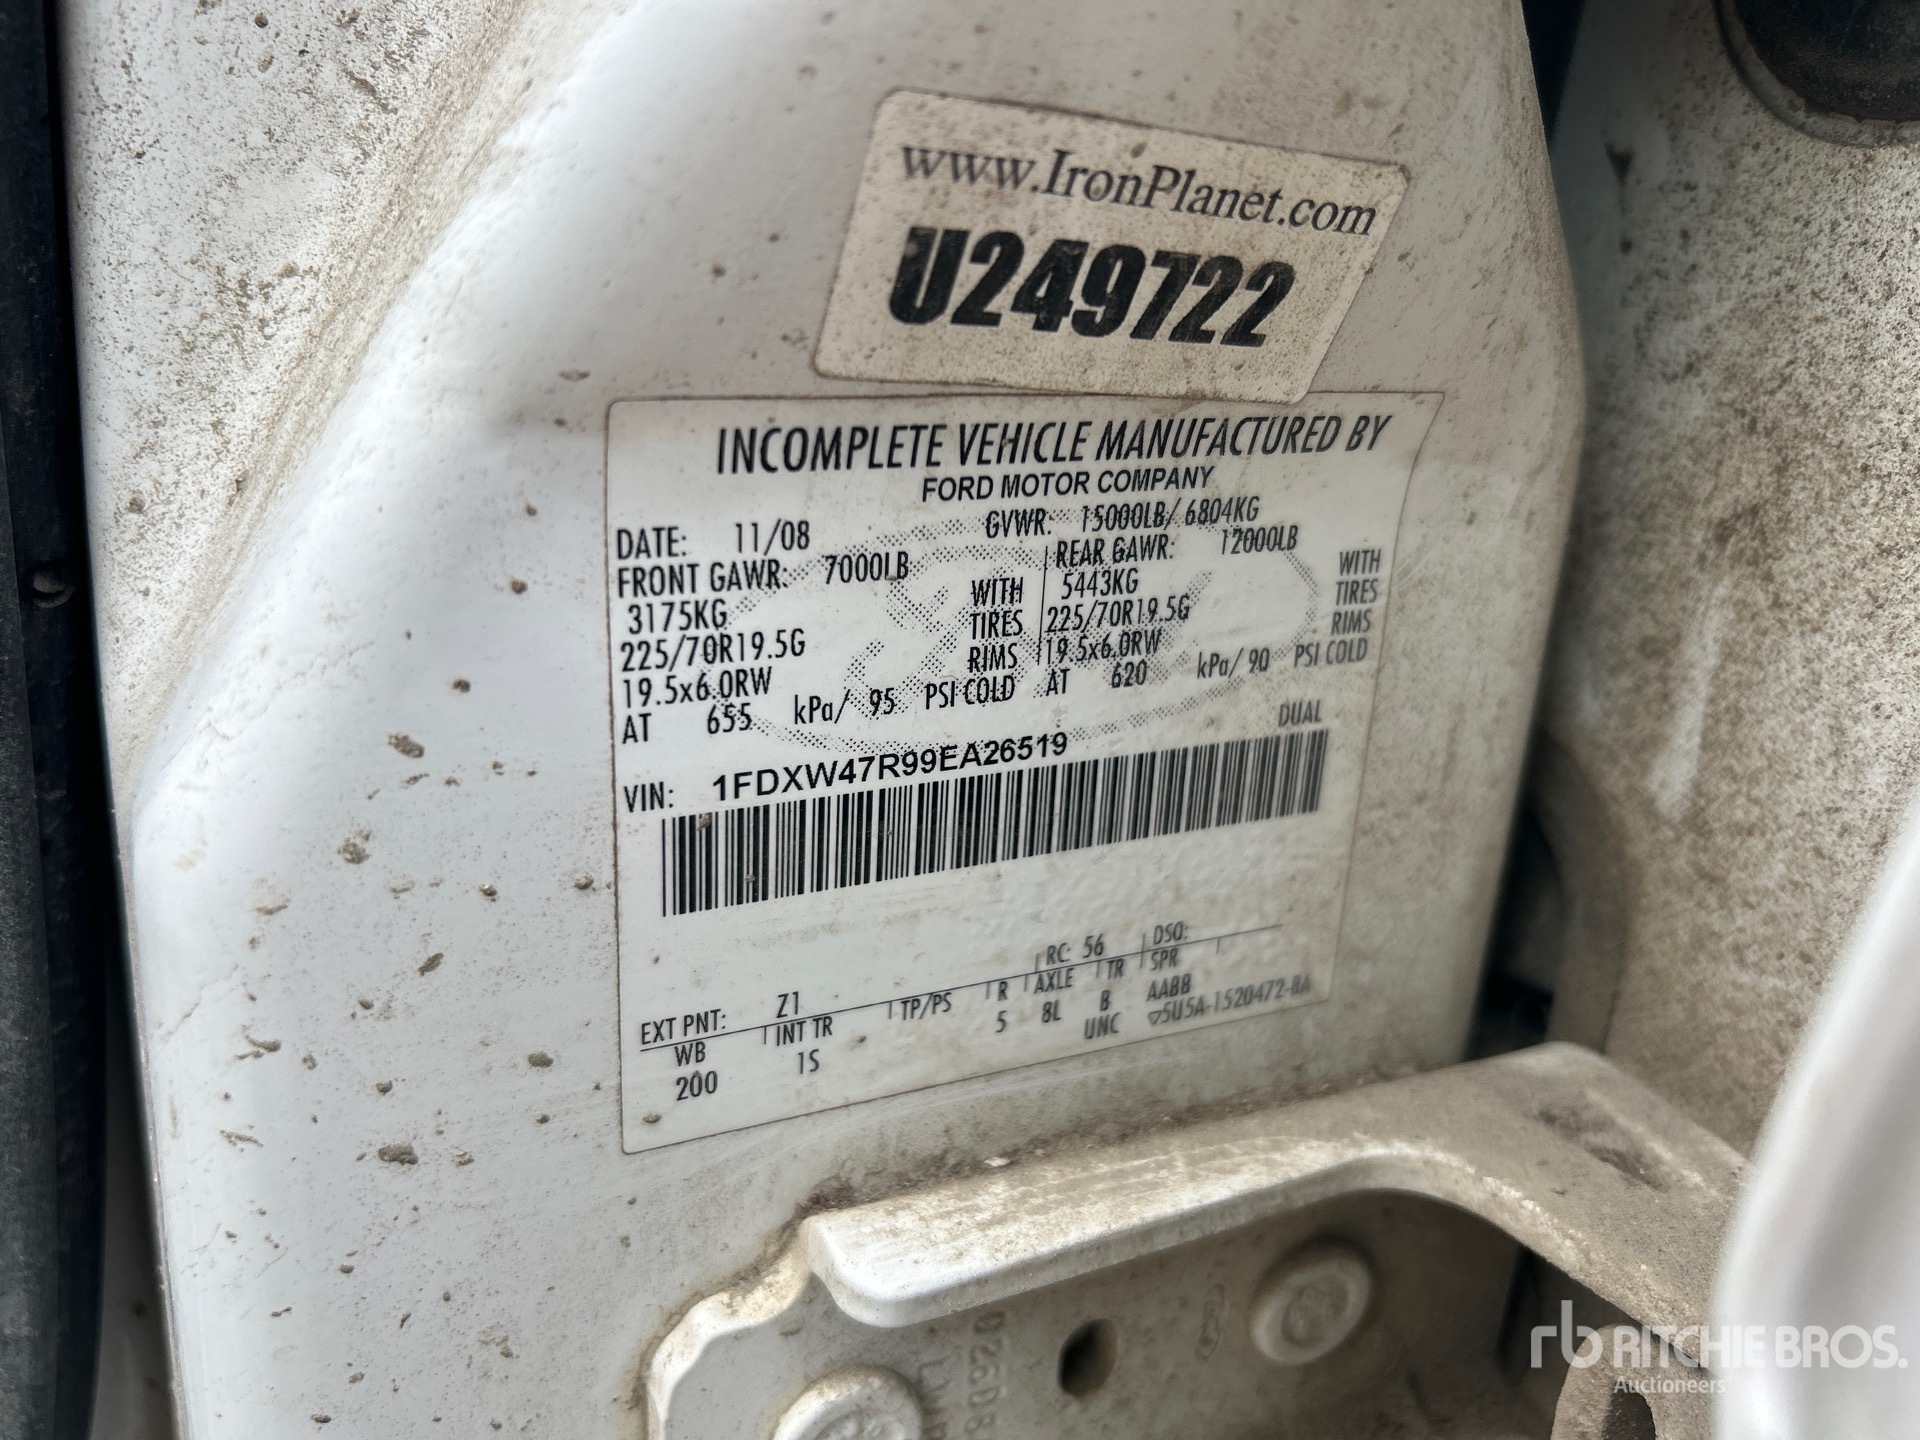 www.IronPlanet.com
U249722
INCOMPLETE VEHICLE MANUFACTURED BY
FORD MOTOR COMPANY
DATE: 11/08 GVWR: 15000LB/ 6804KG
FRONT GAWR: 7000LB REAR GAWR: 12000LB
3175KG WITH 5443KG WITH
225/70R19.5G TIRES 225/70R19.5G TIRES
19.5x6.0RW RIMS 19.5x6.0RW RIMS
AT 655 kPa/ 95 PSI COLD AT 620 kPa/ 90 PSI COLD
DUAL
VIN: 1FDXW47R99EA26519
RC: 56 DSO:
EXT PNT: Z1
WB INT TR TP/PS R AXLE TR SPR
200 1S 5 8L B AABB
UNC 5U5A-1520472-BA
rb RITCHIE BROS.
Auctioneers